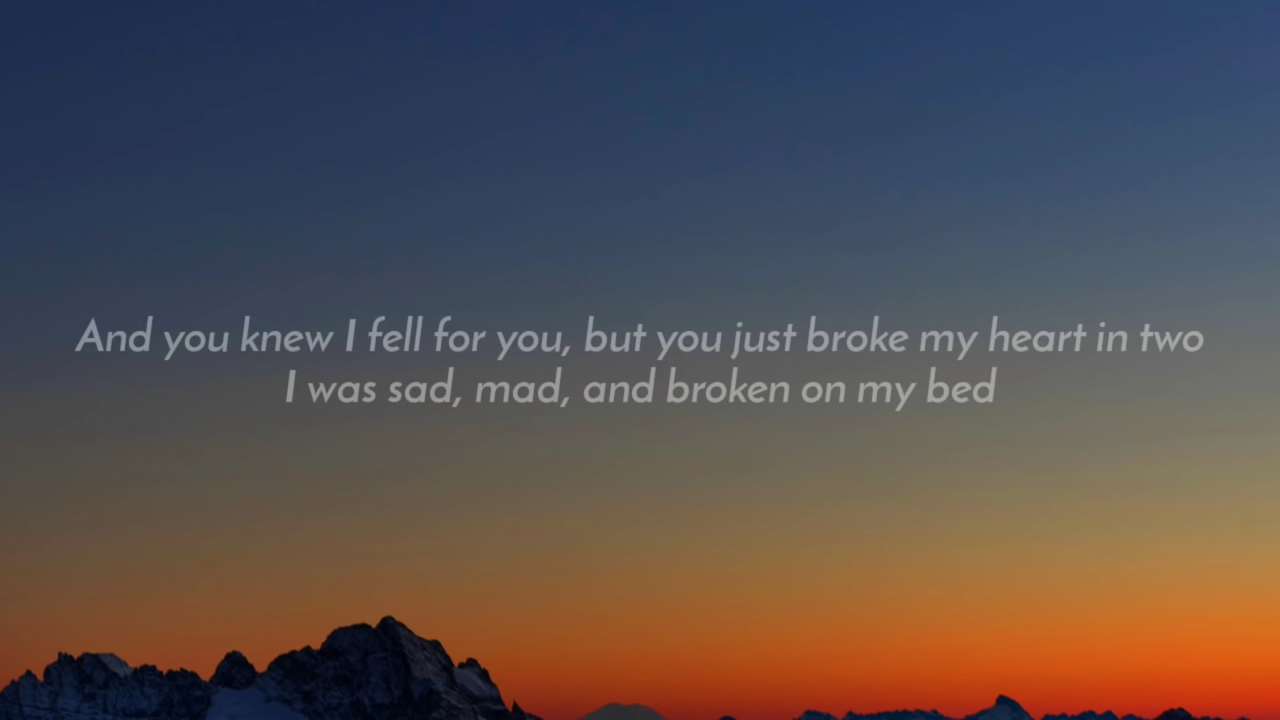 And you knew I fell for you, but you just broke my heart in two
I was sad, mad, and broken on my bed